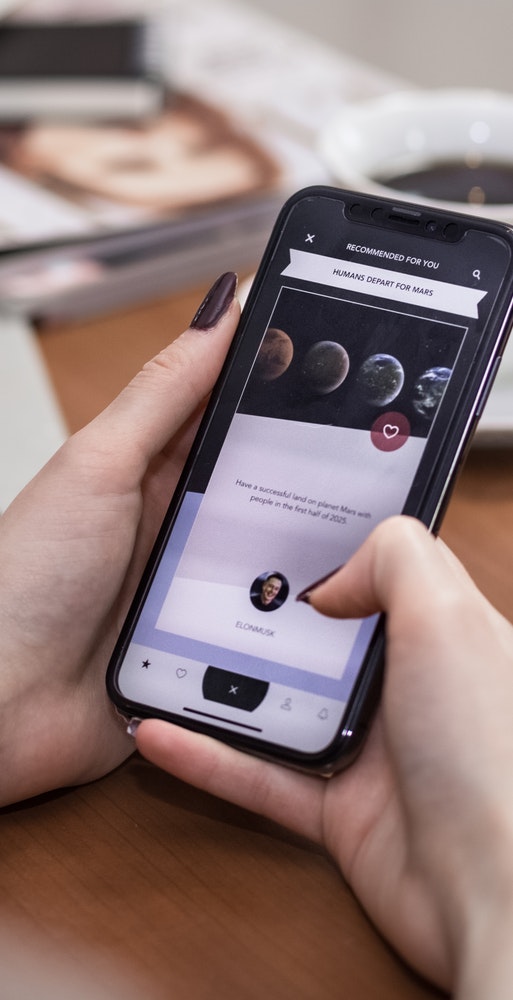 RECOMMENDED FOR YOU
HUMANS DEPART FOR MARS
Have a successful land on planet Mars with
people in the first half of 2025.
ELONMUSK